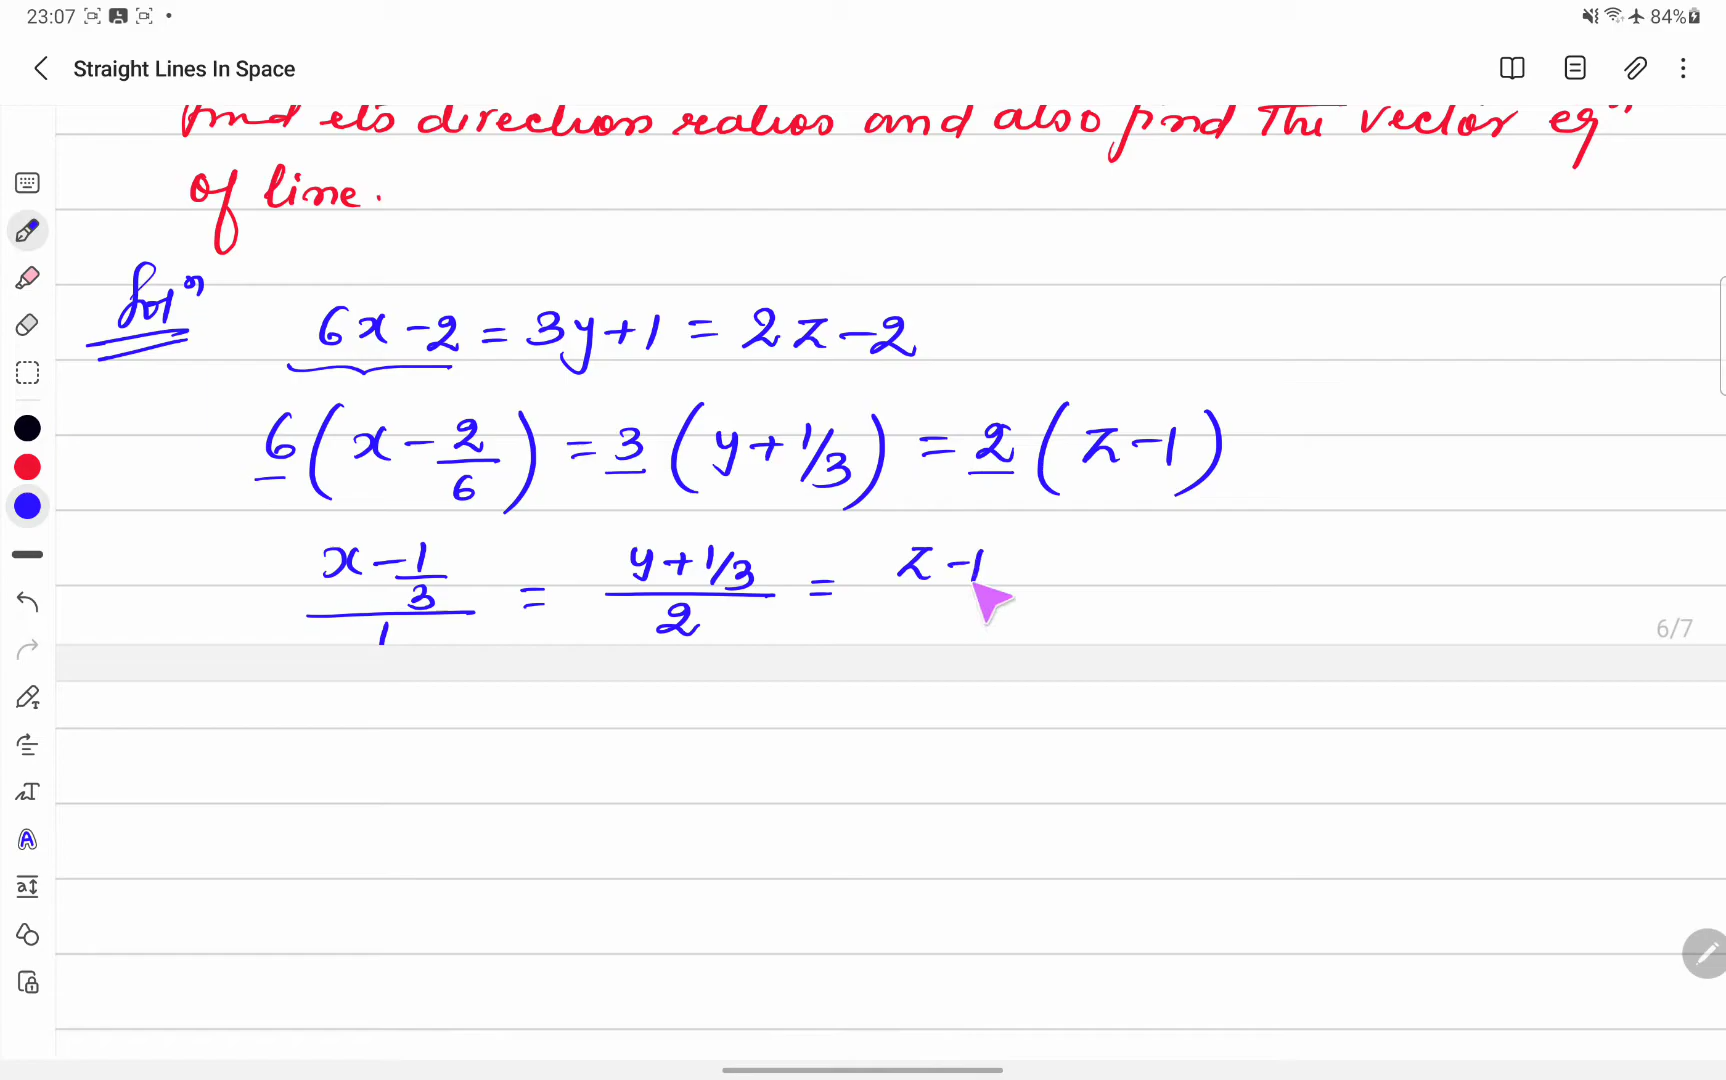 23:07 84%
Straight Lines In Space
find its direction ratios and also find the vector eqn
of line.
Soln
6x-2 = 3y+1 = 2z-2
6(x-2/6) = 3(y+1/3) = 2(z-1)
x-1/3/1 = y+1/3/2 = z-1
6/7